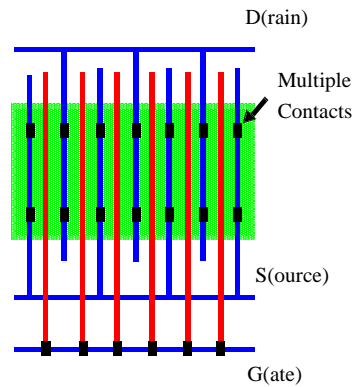 D(rain)
Multiple
Contacts
S(ource)
G(ate)